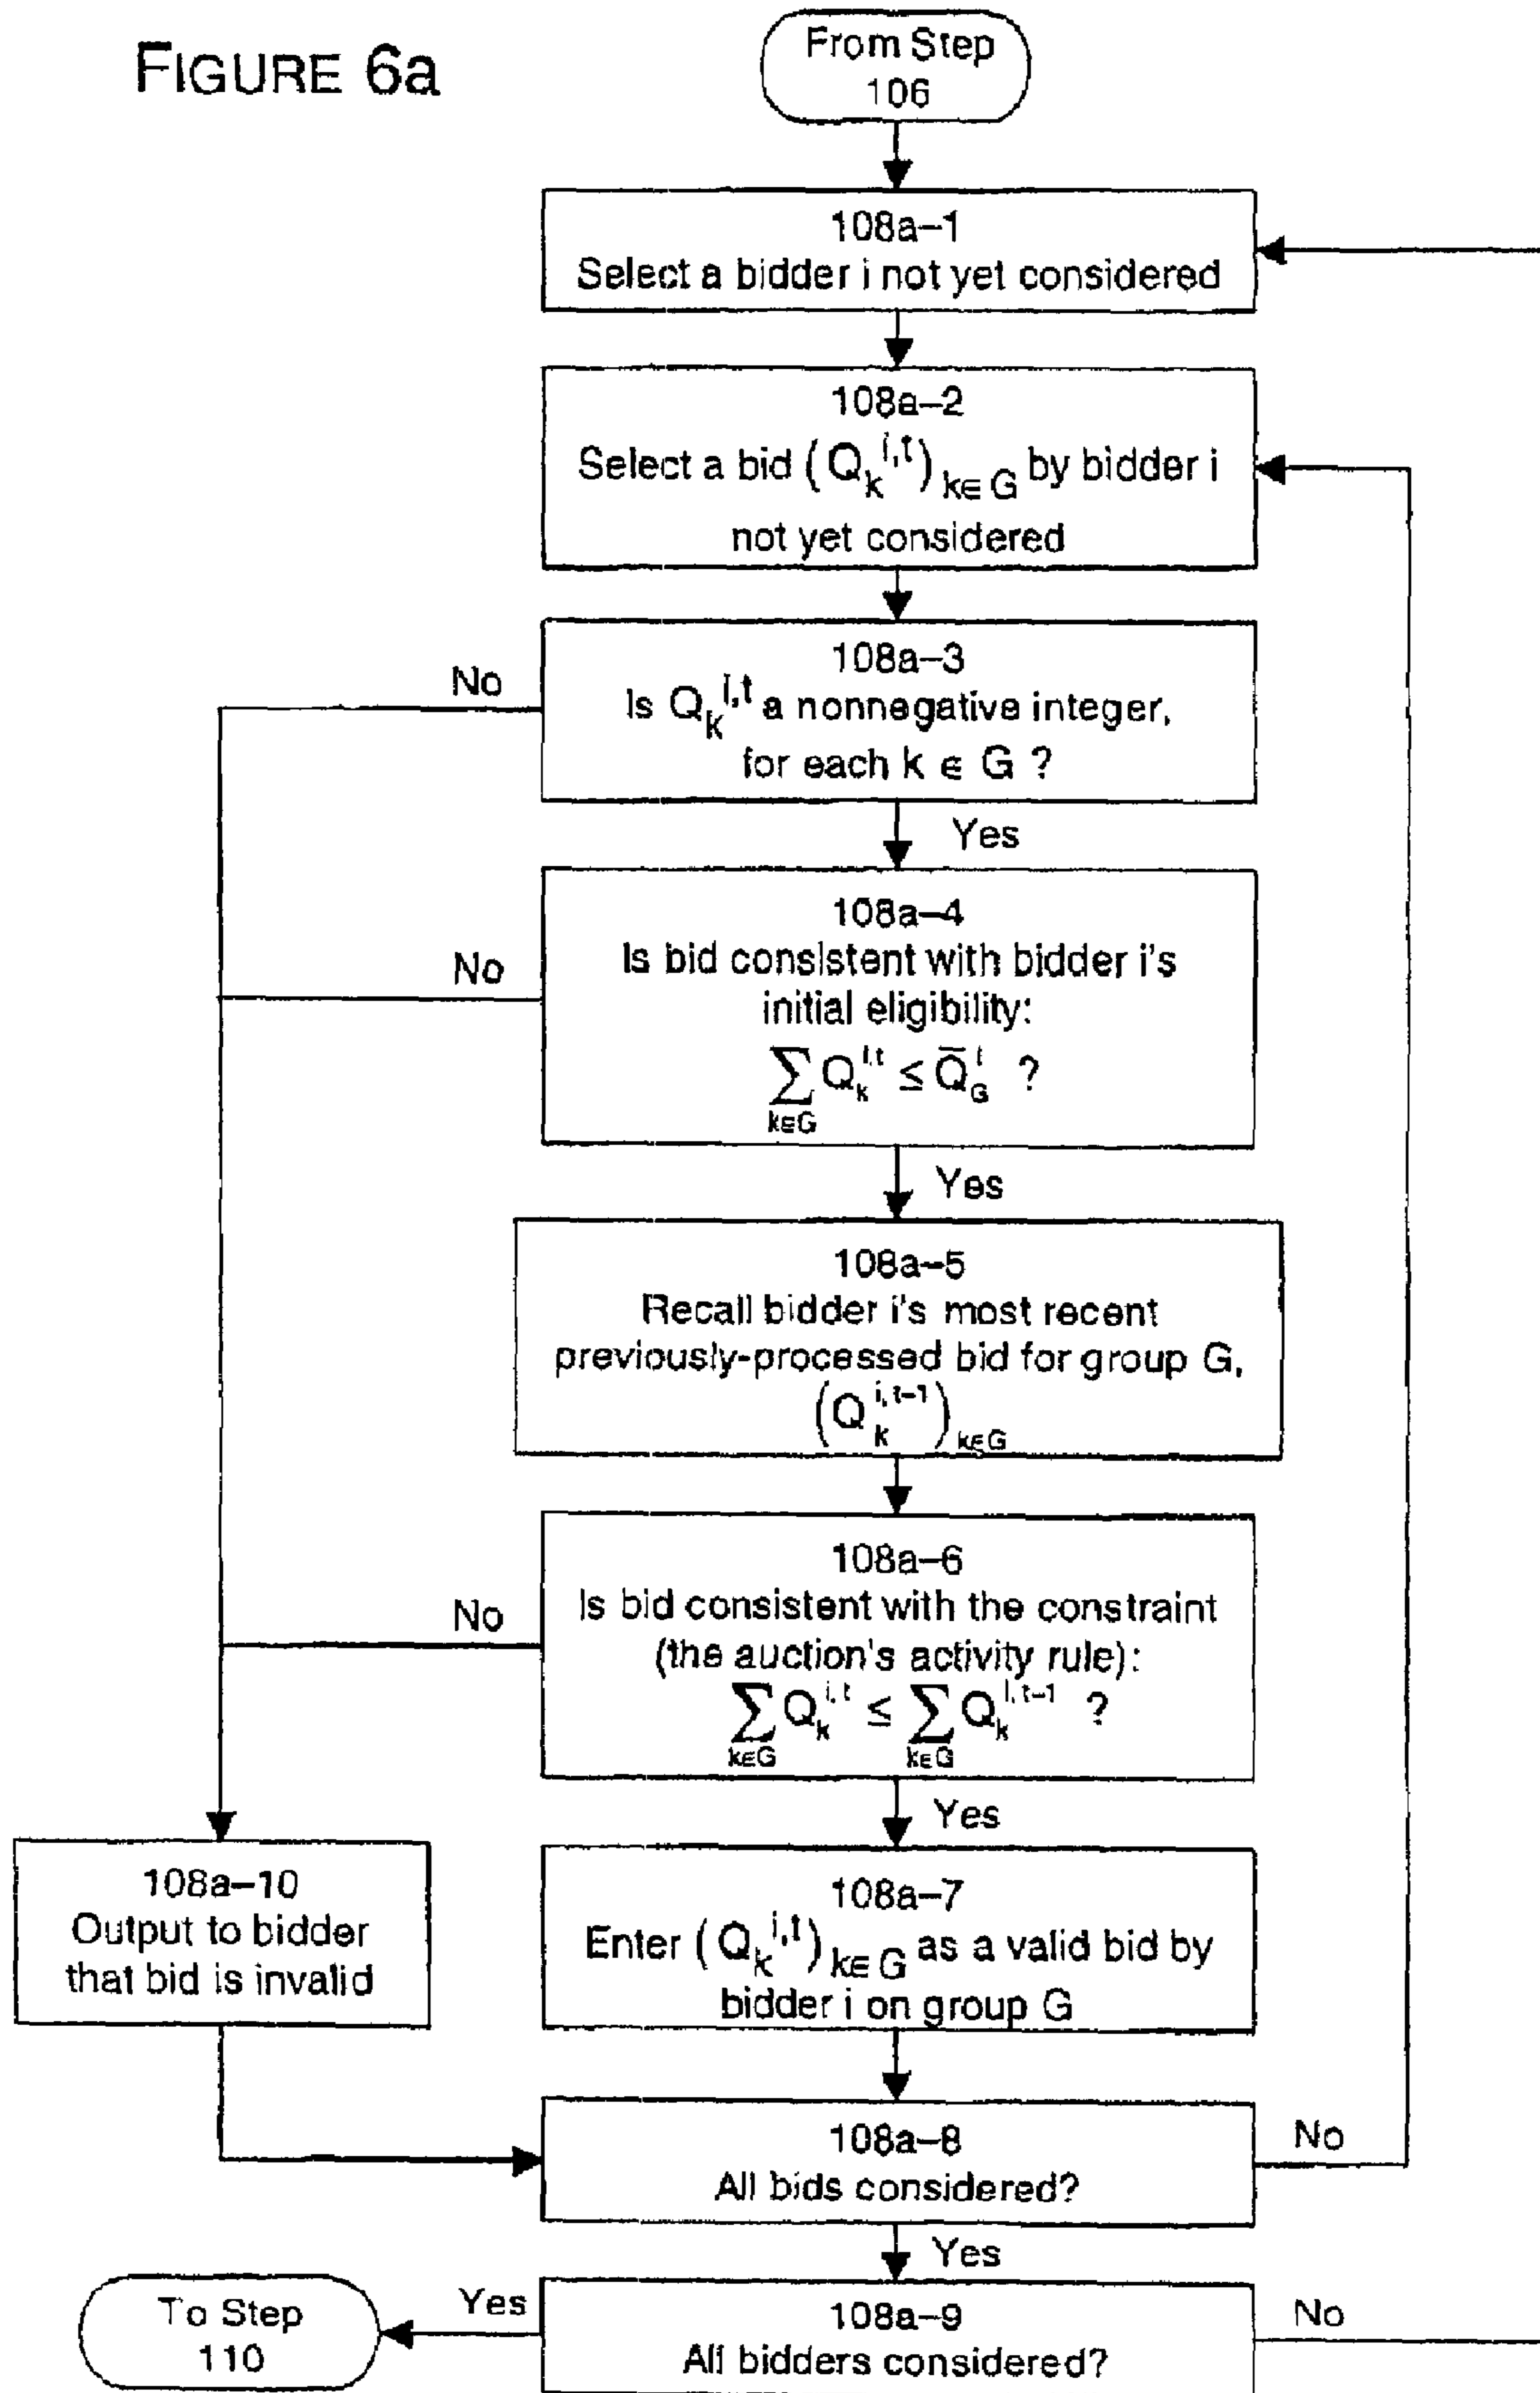 FIGURE 6a
From Step
106
108a–1
Select a bidder i not yet considered
108a–2
Select a bid (Q_k^{i,t})_{k∈G} by bidder i
not yet considered
108a–3
Is Q_k^{i,t} a nonnegative integer,
for each k ∈ G ?
No
Yes
108a–4
Is bid consistent with bidder i's
initial eligibility:
∑_{k∈G} Q_k^{i,t} ≤ Q̅_G^i ?
No
Yes
108a–5
Recall bidder i's most recent
previously-processed bid for group G,
(Q_k^{i,t–1})_{k∈G}
108a–6
Is bid consistent with the constraint
(the auction's activity rule):
∑_{k∈G} Q_k^{i,t} ≤ ∑_{k∈G} Q_k^{i,t–1} ?
No
Yes
108a–10
Output to bidder
that bid is invalid
108a–7
Enter (Q_k^{i,t})_{k∈G} as a valid bid by
bidder i on group G
108a–8
All bids considered?
No
Yes
108a–9
All bidders considered?
Yes
No
To Step
110